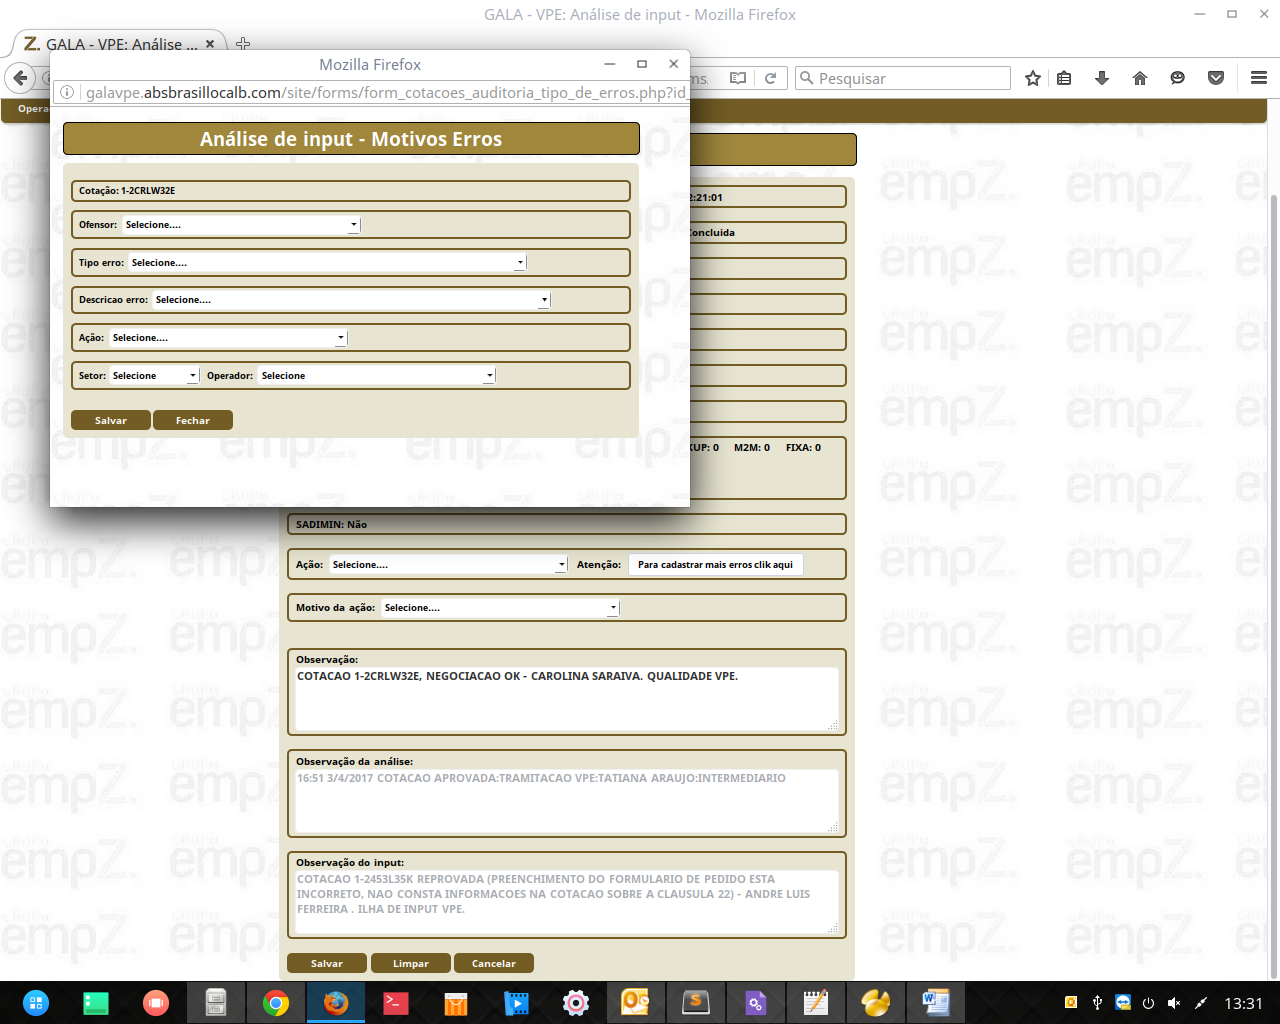 GALA - VPE: Análise de input - Mozilla Firefox
Z. GALA - VPE: Análise ...
Mozilla Firefox
Pesquisar
galavpe.absbrasillocalb.com/site/forms/form_cotacoes_auditoria_tipo_de_erros.php?id_
Opera
Análise de input - Motivos Erros
Cotação: 1-2CRLW32E
2:21:01
Ofensor: Selecione....
Concluida
Tipo erro: Selecione....
Descricao erro: Selecione....
Ação: Selecione....
Setor: Selecione Operador: Selecione
Salvar Fechar
KUP: 0 M2M: 0 FIXA: 0
SADIMIN: Não
Ação: Selecione.... Atenção: Para cadastrar mais erros clik aqui
Motivo da ação: Selecione....
Observação:
COTACAO 1-2CRLW32E, NEGOCIACAO OK - CAROLINA SARAIVA. QUALIDADE VPE.
Observação da análise:
16:51 3/4/2017 COTACAO APROVADA:TRAMITACAO VPE:TATIANA ARAUJO:INTERMEDIARIO
Observação do input:
COTACAO 1-2453L35K REPROVADA (PREENCHIMENTO DO FORMULARIO DE PEDIDO ESTA
INCORRETO, NAO CONSTA INFORMACOES NA COTACAO SOBRE A CLAUSULA 22) - ANDRE LUIS
FERREIRA . ILHA DE INPUT VPE.
Salvar Limpar Cancelar
GRUPO
empZ.
13:31